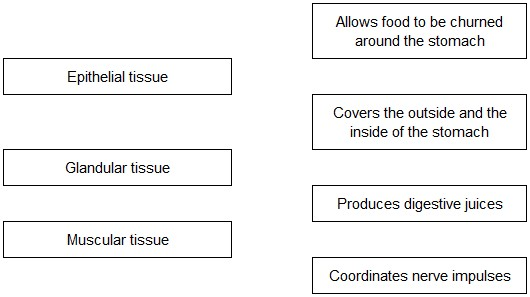 Epithelial tissue
Glandular tissue
Muscular tissue
Allows food to be churned
around the stomach
Covers the outside and the
inside of the stomach
Produces digestive juices
Coordinates nerve impulses